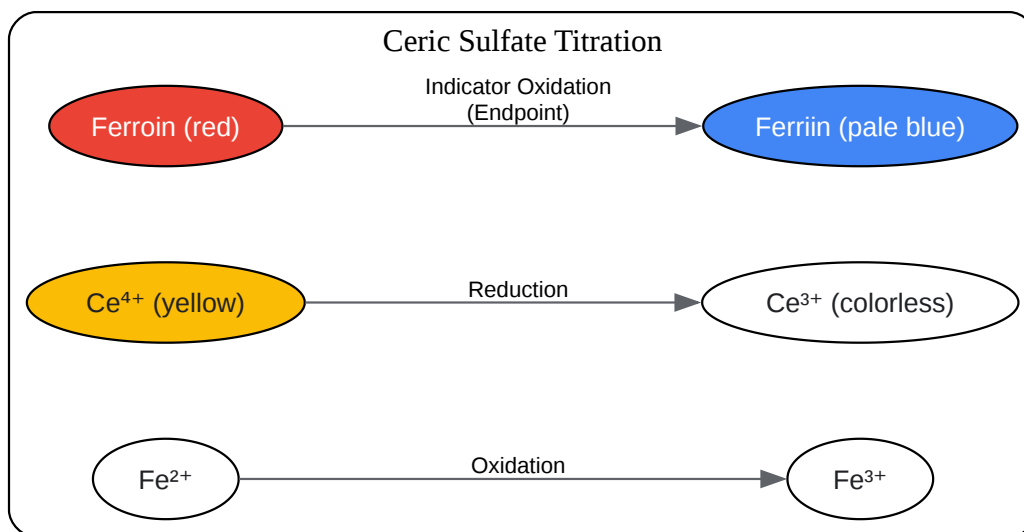 Ceric Sulfate Titration
Indicator Oxidation
(Endpoint)
Ferroin (red)
Ferriin (pale blue)
Reduction
Ce⁴⁺ (yellow)
Ce³⁺ (colorless)
Oxidation
Fe²⁺
Fe³⁺